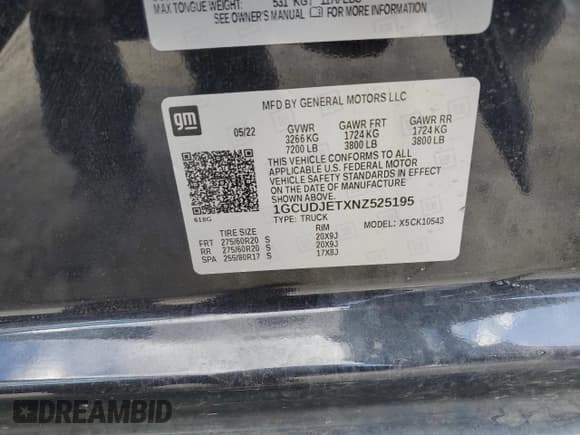 MAX TONGUE WEIGHT: 531 KG
SEE OWNER'S MANUAL FOR MORE INFORMATION
gm
MFD BY GENERAL MOTORS LLC
05/22
GVWR GAWR FRT GAWR RR
3266 KG 1724 KG 1724 KG
7200 LB 3800 LB 3800 LB
THIS VEHICLE CONFORMS TO ALL
APPLICABLE U.S. FEDERAL MOTOR
VEHICLE SAFETY STANDARDS IN EFFECT
ON THE DATE OF MANUFACTURE SHOWN ABOVE.
1GCUDJETXNZ525195
TYPE: TRUCK MODEL: X5CK10543
618G
TIRE SIZE RIM
FRT 275/60R20 S 20X9J
RR 275/60R20 S 20X9J
SPA 255/80R17 S 17X8J
DREAMBID